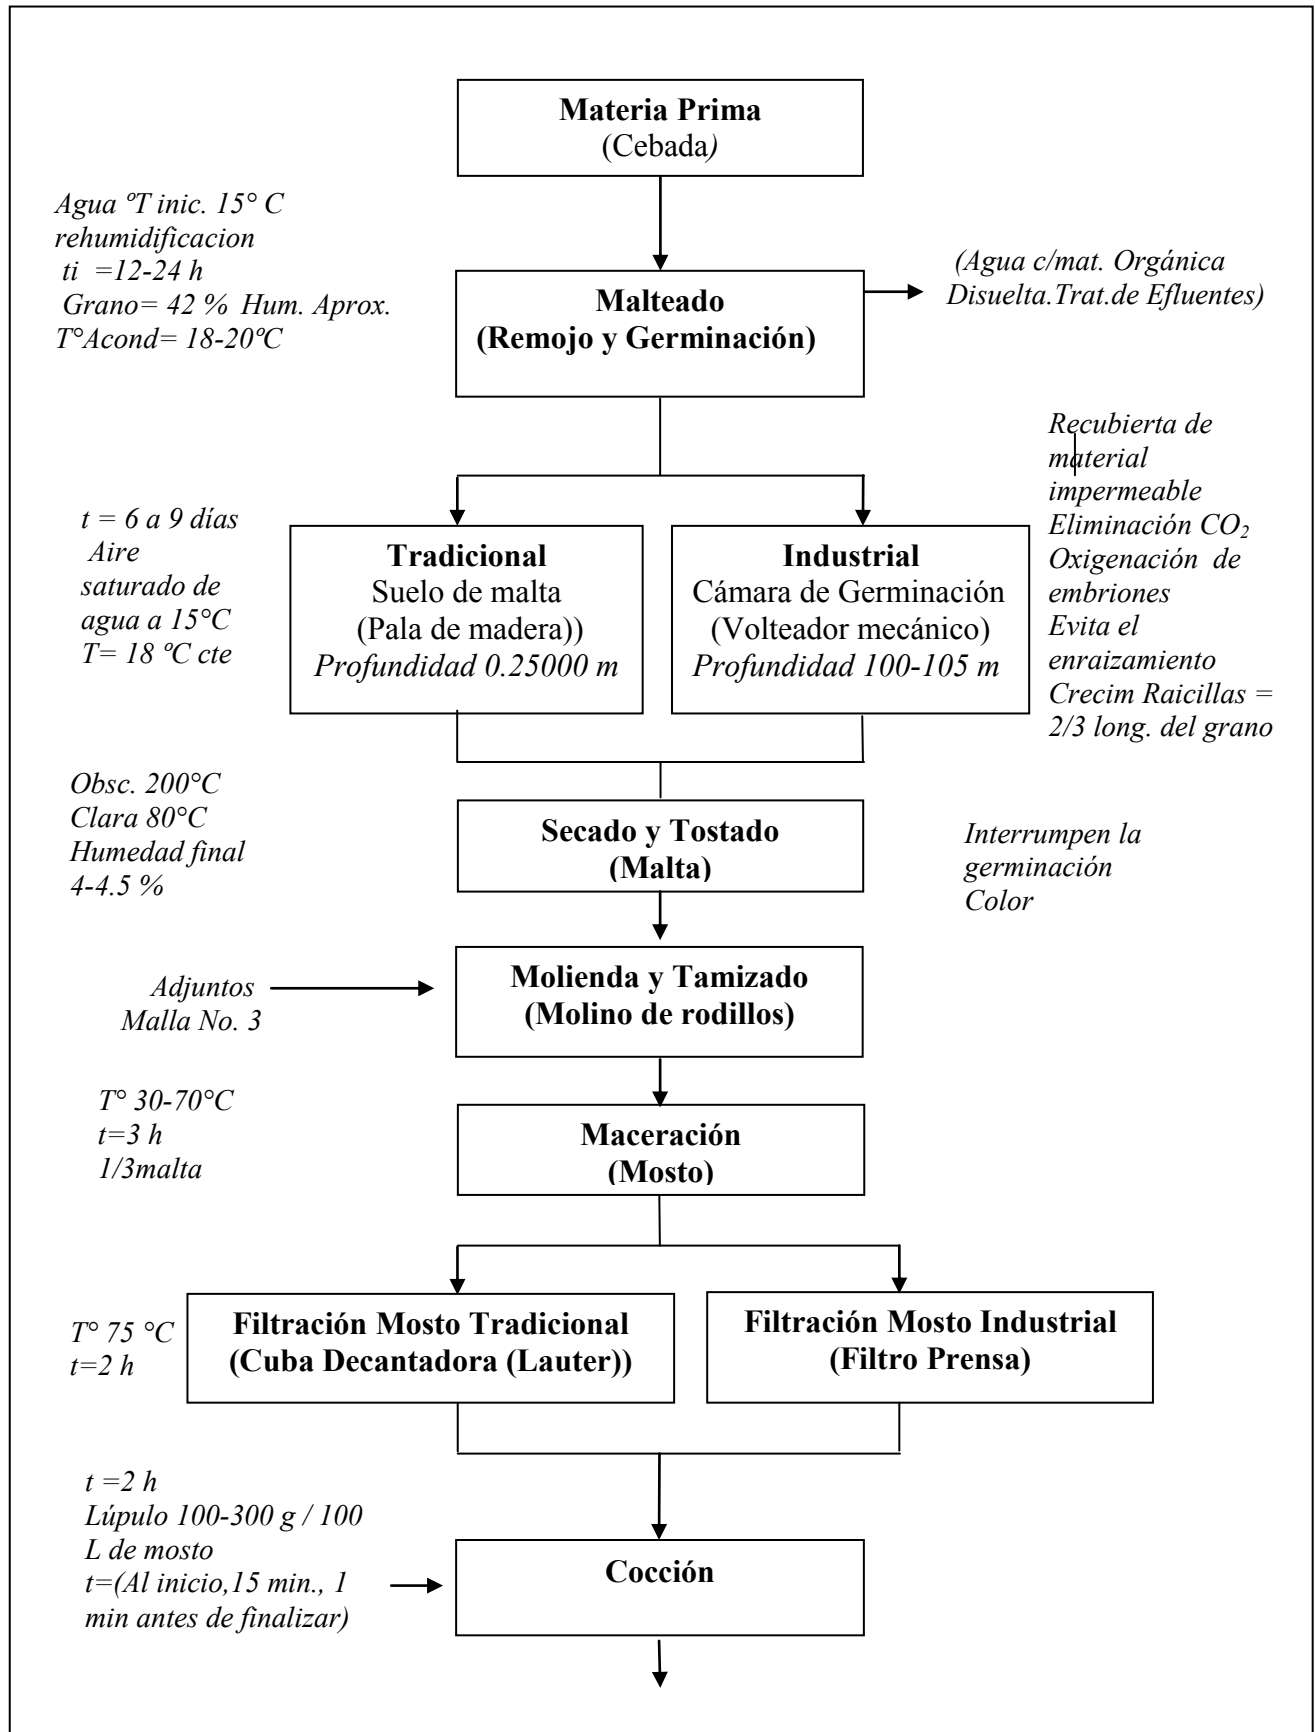 Materia Prima
(Cebada)
Agua ºT inic. 15° C
rehumidificacion
ti =12-24 h
Grano= 42 % Hum. Aprox.
T°Acond= 18-20ºC
Malteado
(Remojo y Germinación)
(Agua c/mat. Orgánica
Disuelta.Trat.de Efluentes)
t = 6 a 9 días
Aire
saturado de
agua a 15°C
T= 18 ºC cte
Tradicional
Suelo de malta
(Pala de madera))
Profundidad 0.25000 m
Industrial
Cámara de Germinación
(Volteador mecánico)
Profundidad 100-105 m
Recubierta de
material
impermeable
Eliminación CO₂
Oxigenación de
embriones
Evita el
enraizamiento
Crecim Raicillas =
2/3 long. del grano
Obsc. 200°C
Clara 80°C
Humedad final
4-4.5 %
Secado y Tostado
(Malta)
Interrumpen la
germinación
Color
Adjuntos
Malla No. 3
Molienda y Tamizado
(Molino de rodillos)
T° 30-70°C
t=3 h
1/3malta
Maceración
(Mosto)
T° 75 °C
t=2 h
Filtración Mosto Tradicional
(Cuba Decantadora (Lauter))
Filtración Mosto Industrial
(Filtro Prensa)
t =2 h
Lúpulo 100-300 g / 100
L de mosto
t=(Al inicio,15 min., 1
min antes de finalizar)
Cocción